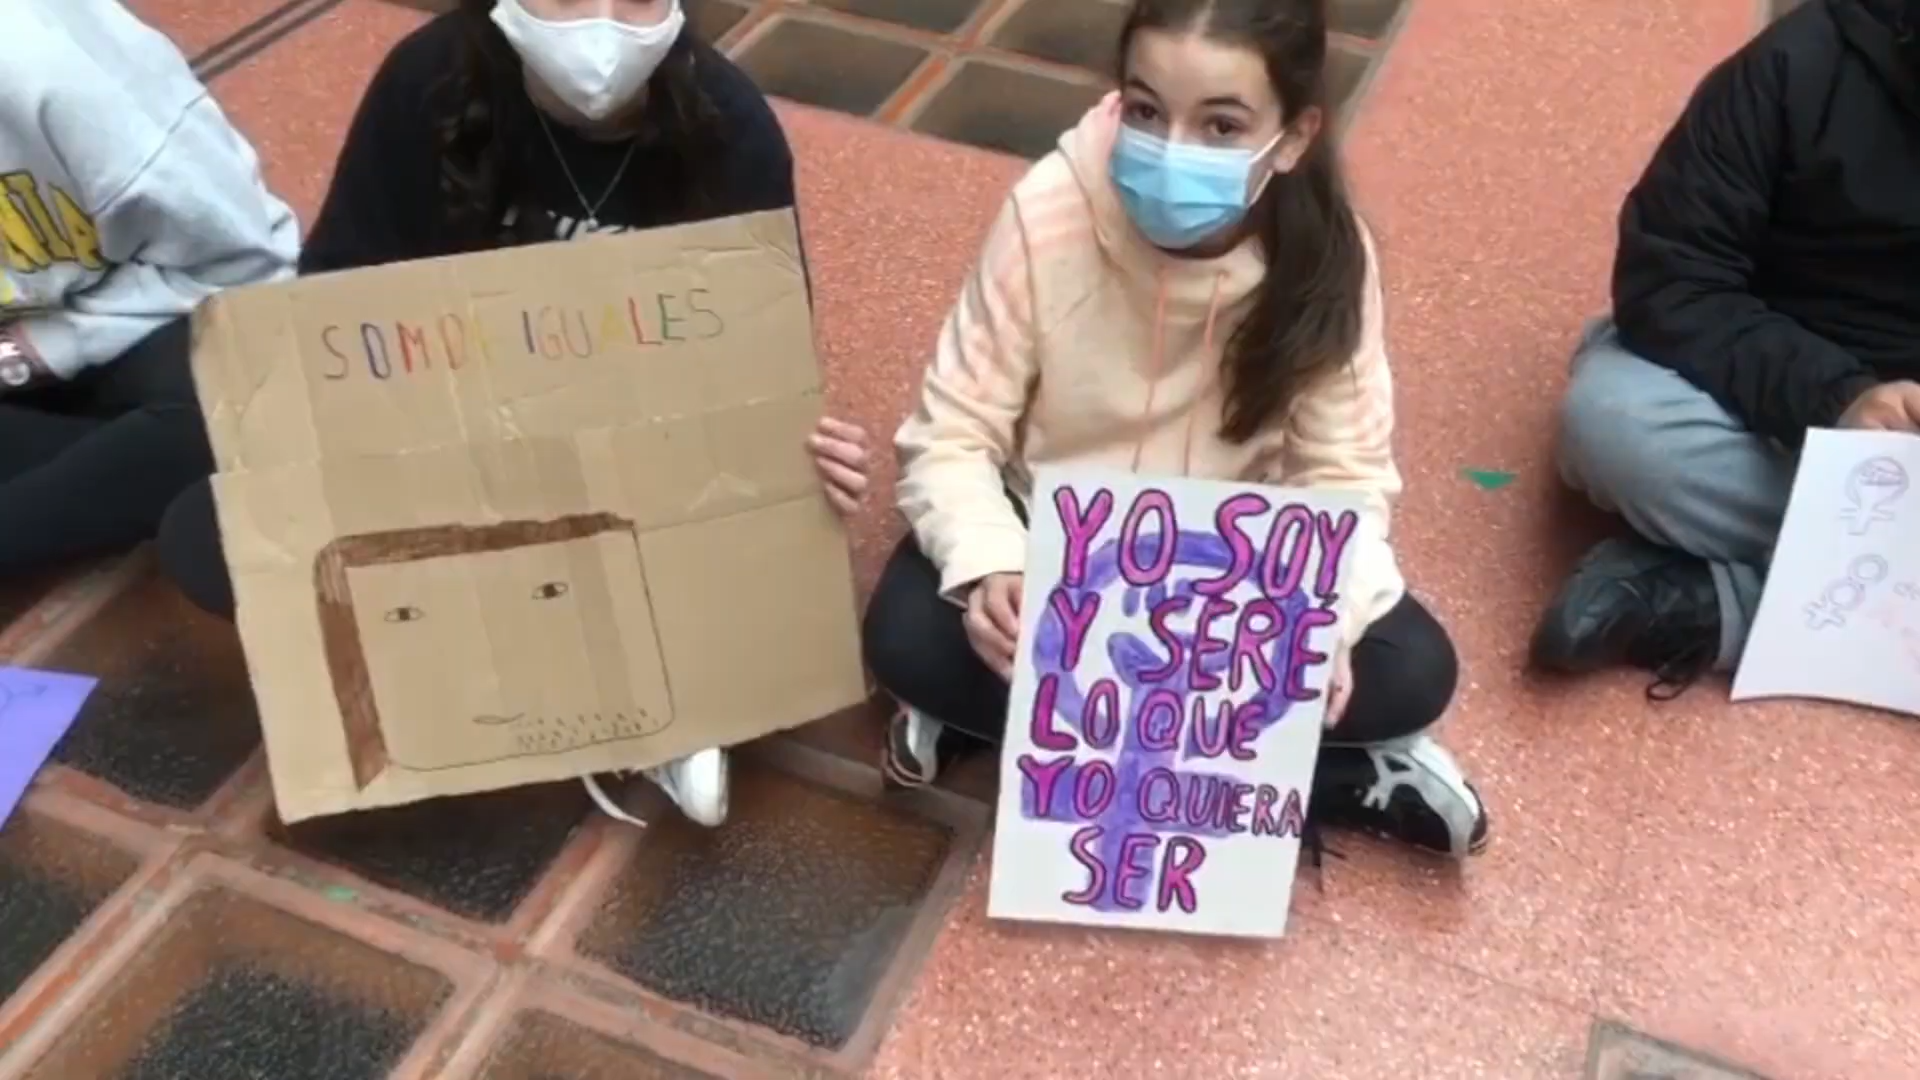 SOMOS IGUALES
YO SOY
Y SERÉ
LO QUE
YO QUIERA
SER